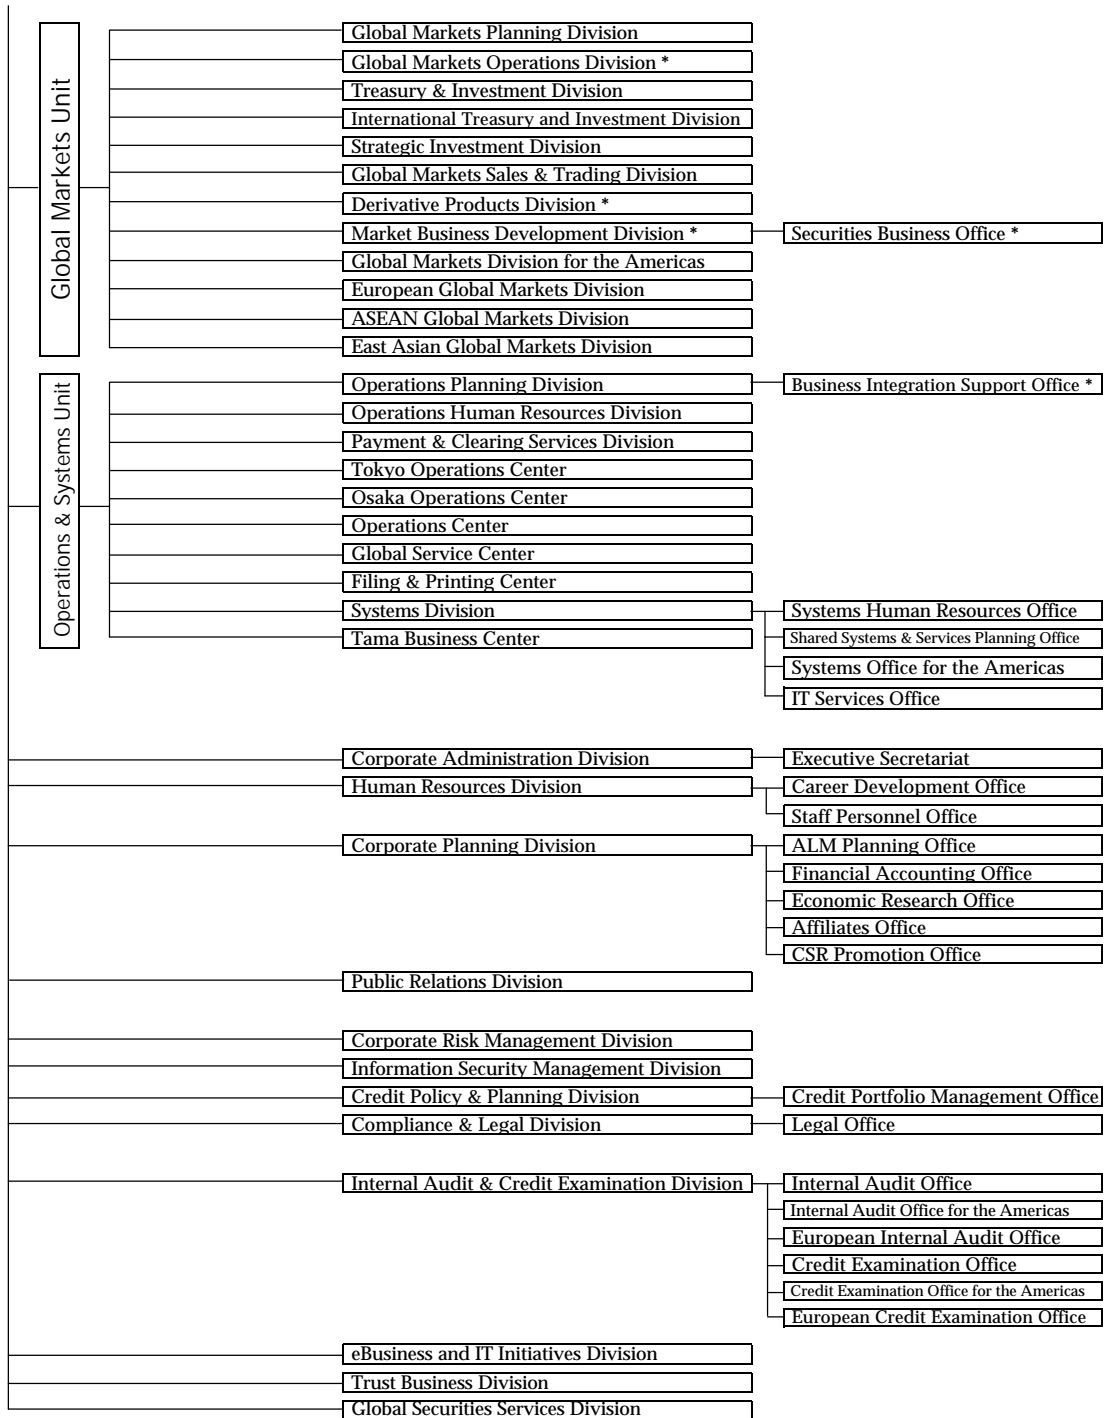 Global Markets Unit
Global Markets Planning Division
Global Markets Operations Division *
Treasury & Investment Division
International Treasury and Investment Division
Strategic Investment Division
Global Markets Sales & Trading Division
Derivative Products Division *
Market Business Development Division *
Securities Business Office *
Global Markets Division for the Americas
European Global Markets Division
ASEAN Global Markets Division
East Asian Global Markets Division
Operations & Systems Unit
Operations Planning Division
Business Integration Support Office *
Operations Human Resources Division
Payment & Clearing Services Division
Tokyo Operations Center
Osaka Operations Center
Operations Center
Global Service Center
Filing & Printing Center
Systems Division
Systems Human Resources Office
Tama Business Center
Shared Systems & Services Planning Office
Systems Office for the Americas
IT Services Office
Corporate Administration Division
Executive Secretariat
Human Resources Division
Career Development Office
Staff Personnel Office
Corporate Planning Division
ALM Planning Office
Financial Accounting Office
Economic Research Office
Affiliates Office
CSR Promotion Office
Public Relations Division
Corporate Risk Management Division
Information Security Management Division
Credit Policy & Planning Division
Credit Portfolio Management Office
Compliance & Legal Division
Legal Office
Internal Audit & Credit Examination Division
Internal Audit Office
Internal Audit Office for the Americas
European Internal Audit Office
Credit Examination Office
Credit Examination Office for the Americas
European Credit Examination Office
eBusiness and IT Initiatives Division
Trust Business Division
Global Securities Services Division